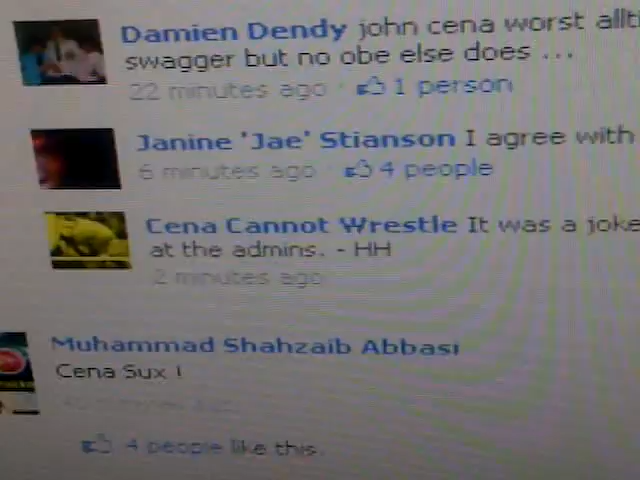 Damien Dendy john cena worst allti
swagger but no obe else does ...
22 minutes ago · 1 person
Janine 'Jae' Stianson I agree with
6 minutes ago · 4 people
Cena Cannot Wrestle It was a joke
at the admins. - HH
2 minutes ago
Muhammad Shahzaib Abbasi
Cena Sux !
4 people like this.